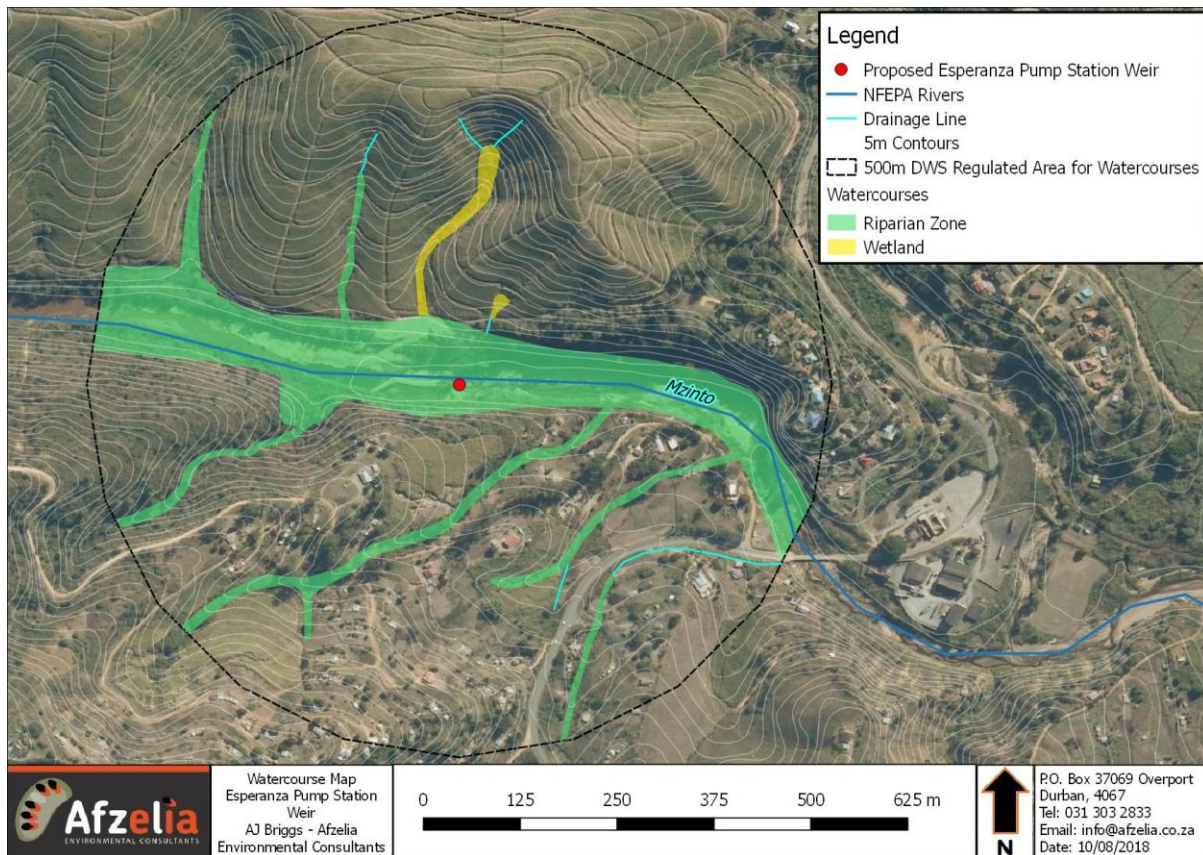 Legend
Proposed Esperanza Pump Station Weir
NFEPA Rivers
Drainage Line
5m Contours
500m DWS Regulated Area for Watercourses
Watercourses
Riparian Zone
Wetland
Mzinto
Afzelia
ENVIRONMENTAL CONSULTANTS
Watercourse Map
Esperanza Pump Station
Weir
AJ Briggs - Afzelia
Environmental Consultants
0 125 250 375 500 625 m
N
P.O. Box 37069 Overport
Durban, 4067
Tel: 031 303 2833
Email: info@afzelia.co.za
Date: 10/08/2018